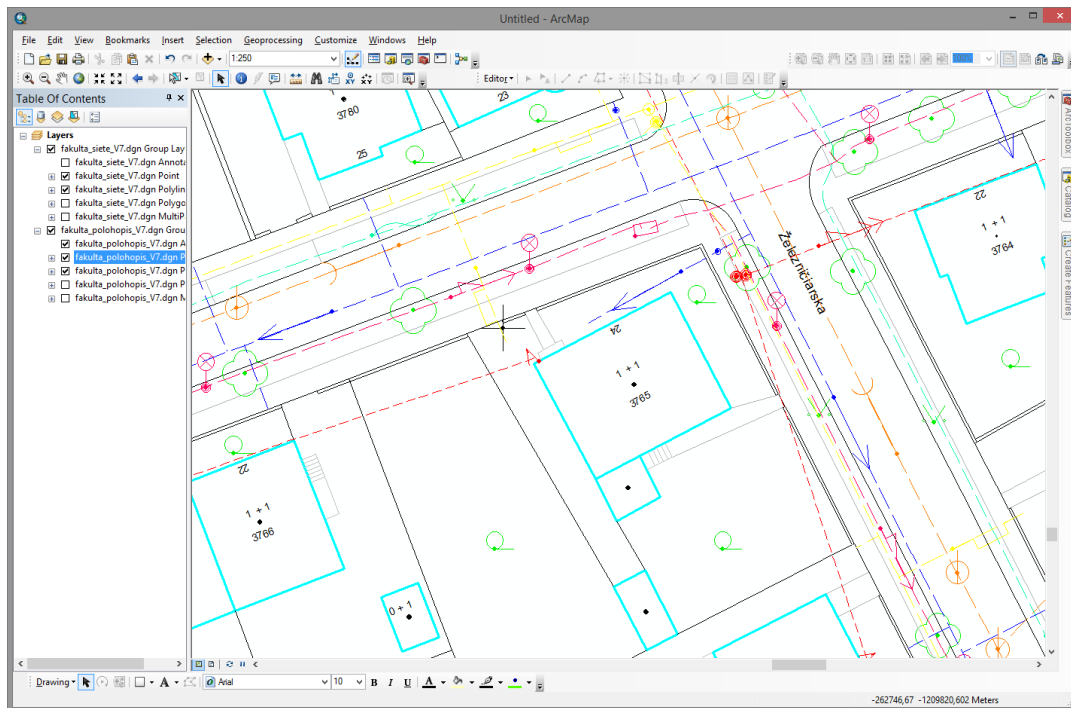 Untitled - ArcMap
File Edit View Bookmarks Insert Selection Geoprocessing Customize Windows Help
1:250
Editor
Table Of Contents
Layers
fakulta_siete_V7.dgn Group Lay
fakulta_siete_V7.dgn Annota
fakulta_siete_V7.dgn Point
fakulta_siete_V7.dgn Polylin
fakulta_siete_V7.dgn Polygo
fakulta_siete_V7.dgn MultiP
fakulta_polohopis_V7.dgn Grou
fakulta_polohopis_V7.dgn A
fakulta_polohopis_V7.dgn P
fakulta_polohopis_V7.dgn P
fakulta_polohopis_V7.dgn P
fakulta_polohopis_V7.dgn M
3780
23
25
22
1 + 1
3764
Železničiarska
24
1 + 1
3765
22
1 + 1
3766
0 + 1
ArcToolbox
Catalog
Create Features
Drawing
Arial
10
B I U A
-262746,67 -1209820,602 Meters